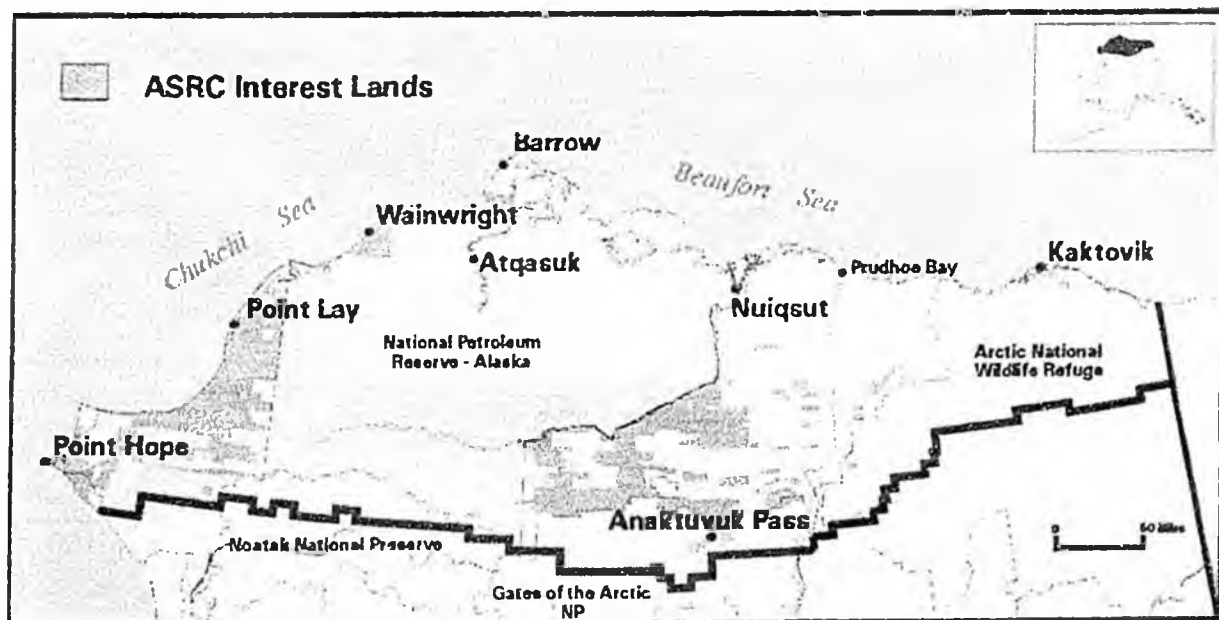 ASRC Interest Lands
Barrow
Beaufort Sea
Chukchi Sea
Wainwright
Atqasuk
Kaktovik
Prudhoe Bay
Nuiqsut
Point Lay
National Petroleum
Reserve - Alaska
Arctic National
Wildlife Refuge
Point Hope
Anaktuvuk Pass
0 50 Miles
Noatak National Preserve
Gates of the Arctic
NP